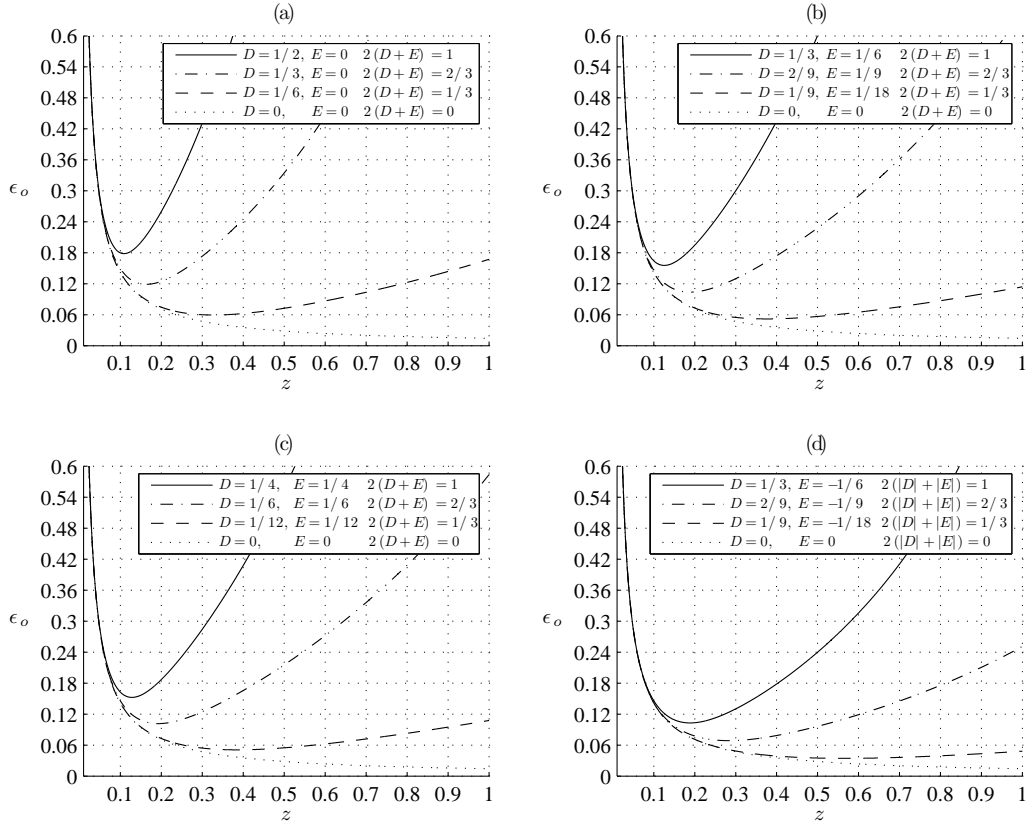 (a)
0.6
0.54
0.48
0.42
0.36
0.3
0.24
0.18
0.12
0.06
0
ϵ o
D = 1/2, E = 0 2(D+E) = 1
D = 1/3, E = 0 2(D+E) = 2/3
D = 1/6, E = 0 2(D+E) = 1/3
D = 0, E = 0 2(D+E) = 0
0.1 0.2 0.3 0.4 0.5 0.6 0.7 0.8 0.9 1
z
(b)
0.6
0.54
0.48
0.42
0.36
0.3
0.24
0.18
0.12
0.06
0
ϵ o
D = 1/3, E = 1/6 2(D+E) = 1
D = 2/9, E = 1/9 2(D+E) = 2/3
D = 1/9, E = 1/18 2(D+E) = 1/3
D = 0, E = 0 2(D+E) = 0
0.1 0.2 0.3 0.4 0.5 0.6 0.7 0.8 0.9 1
z
(c)
0.6
0.54
0.48
0.42
0.36
0.3
0.24
0.18
0.12
0.06
0
ϵ o
D = 1/4, E = 1/4 2(D+E) = 1
D = 1/6, E = 1/6 2(D+E) = 2/3
D = 1/12, E = 1/12 2(D+E) = 1/3
D = 0, E = 0 2(D+E) = 0
0.1 0.2 0.3 0.4 0.5 0.6 0.7 0.8 0.9 1
z
(d)
0.6
0.54
0.48
0.42
0.36
0.3
0.24
0.18
0.12
0.06
0
ϵ o
D = 1/3, E = −1/6 2(|D|+|E|) = 1
D = 2/9, E = −1/9 2(|D|+|E|) = 2/3
D = 1/9, E = −1/18 2(|D|+|E|) = 1/3
D = 0, E = 0 2(|D|+|E|) = 0
0.1 0.2 0.3 0.4 0.5 0.6 0.7 0.8 0.9 1
z